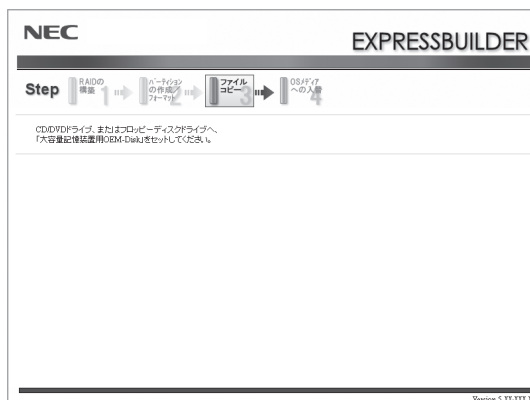 NEC
EXPRESSBUILDER
Step RAIDの構築 1 パーティションの作成/フォーマット 2 ファイルコピー 3 OSメディアへの入替 4
CD/DVDドライブ、またはフロッピーディスクドライブへ、
「大容量記憶装置用OEM-Disk」をセットしてください。